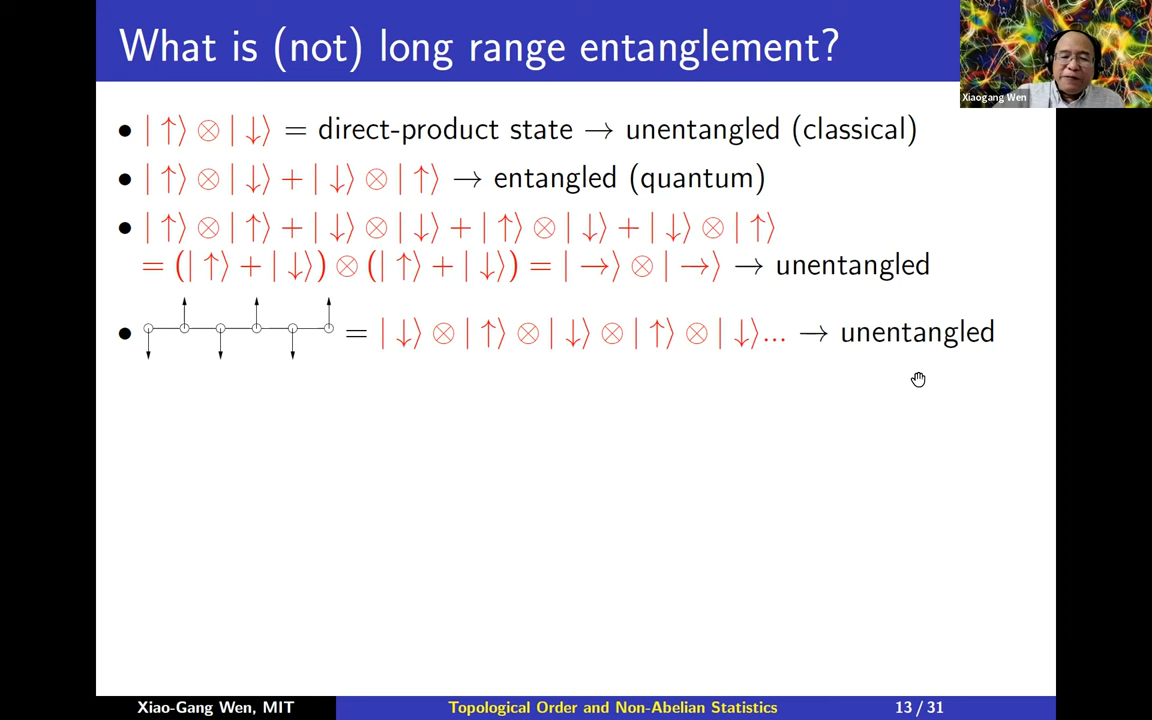 What is (not) long range entanglement?
Xiaogang Wen
• | ↑⟩ ⊗ | ↓⟩ = direct-product state → unentangled (classical)
• | ↑⟩ ⊗ | ↓⟩ + | ↓⟩ ⊗ | ↑⟩ → entangled (quantum)
• | ↑⟩ ⊗ | ↑⟩ + | ↓⟩ ⊗ | ↓⟩ + | ↑⟩ ⊗ | ↓⟩ + | ↓⟩ ⊗ | ↑⟩
= (| ↑⟩ + | ↓⟩) ⊗ (| ↑⟩ + | ↓⟩) = | →⟩ ⊗ | →⟩ → unentangled
• = | ↓⟩ ⊗ | ↑⟩ ⊗ | ↓⟩ ⊗ | ↑⟩ ⊗ | ↓⟩... → unentangled
Xiao-Gang Wen, MIT
Topological Order and Non-Abelian Statistics
13 / 31